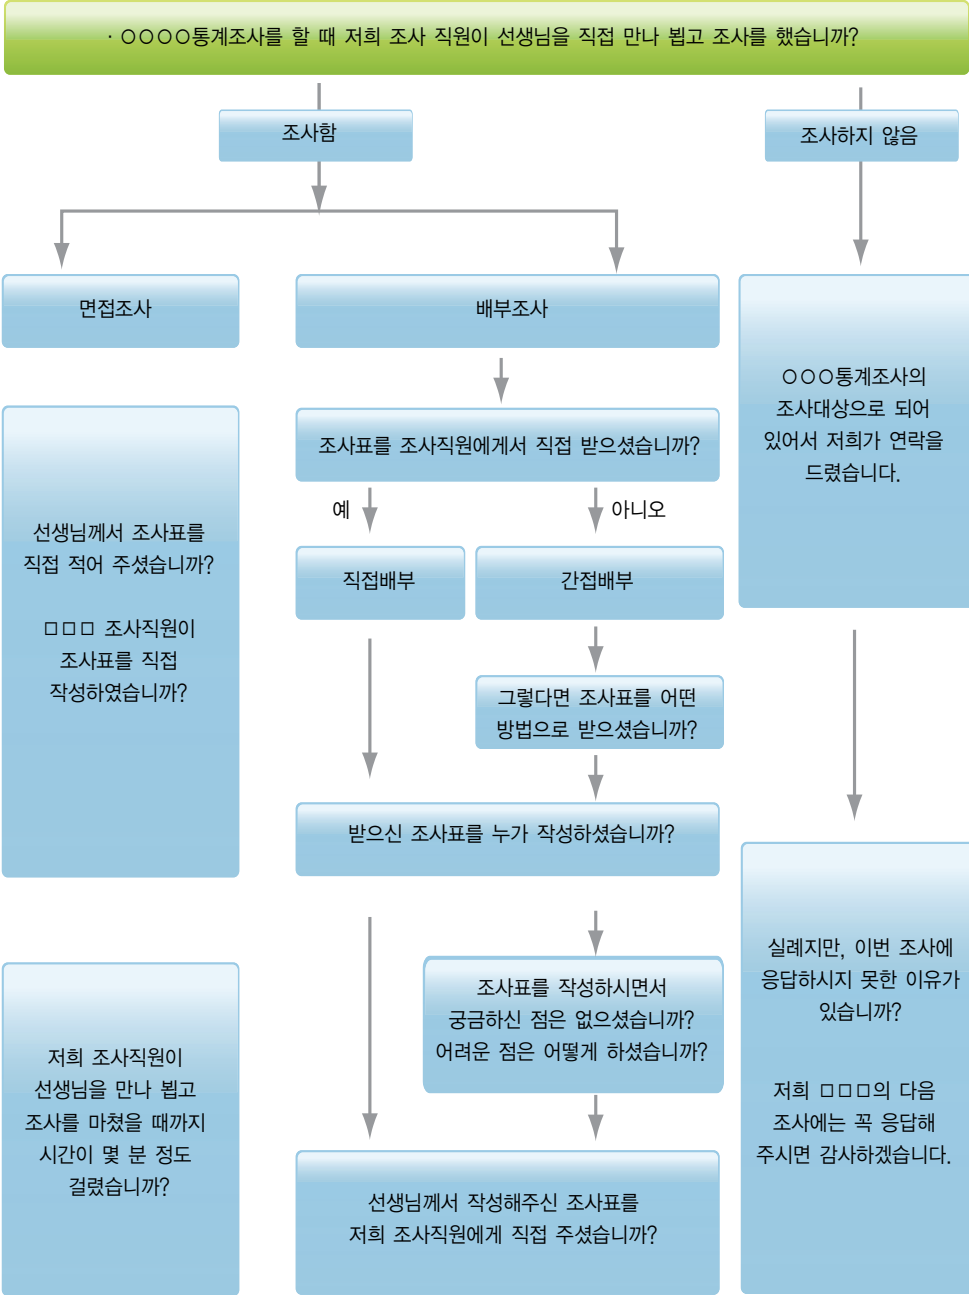 · ○○○○통계조사를 할 때 저희 조사 직원이 선생님을 직접 만나 뵙고 조사를 했습니까?
조사함
조사하지 않음
면접조사
배부조사
선생님께서 조사표를
직접 적어 주셨습니까?
□□□ 조사직원이
조사표를 직접
작성하였습니까?
저희 조사직원이
선생님을 만나 뵙고
조사를 마쳤을 때까지
시간이 몇 분 정도
걸렸습니까?
조사표를 조사직원에게서 직접 받으셨습니까?
예
아니오
직접배부
간접배부
그렇다면 조사표를 어떤
방법으로 받으셨습니까?
받으신 조사표를 누가 작성하셨습니까?
조사표를 작성하시면서
궁금하신 점은 없으셨습니까?
어려운 점은 어떻게 하셨습니까?
선생님께서 작성해주신 조사표를
저희 조사직원에게 직접 주셨습니까?
○○○통계조사의
조사대상으로 되어
있어서 저희가 연락을
드렸습니다.
실례지만, 이번 조사에
응답하시지 못한 이유가
있습니까?
저희 □□□의 다음
조사에는 꼭 응답해
주시면 감사하겠습니다.